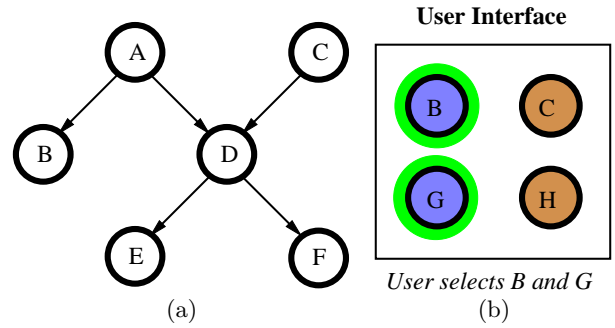 User Interface
A
C
B
D
E
F
B
C
G
H
User selects B and G
(a)
(b)